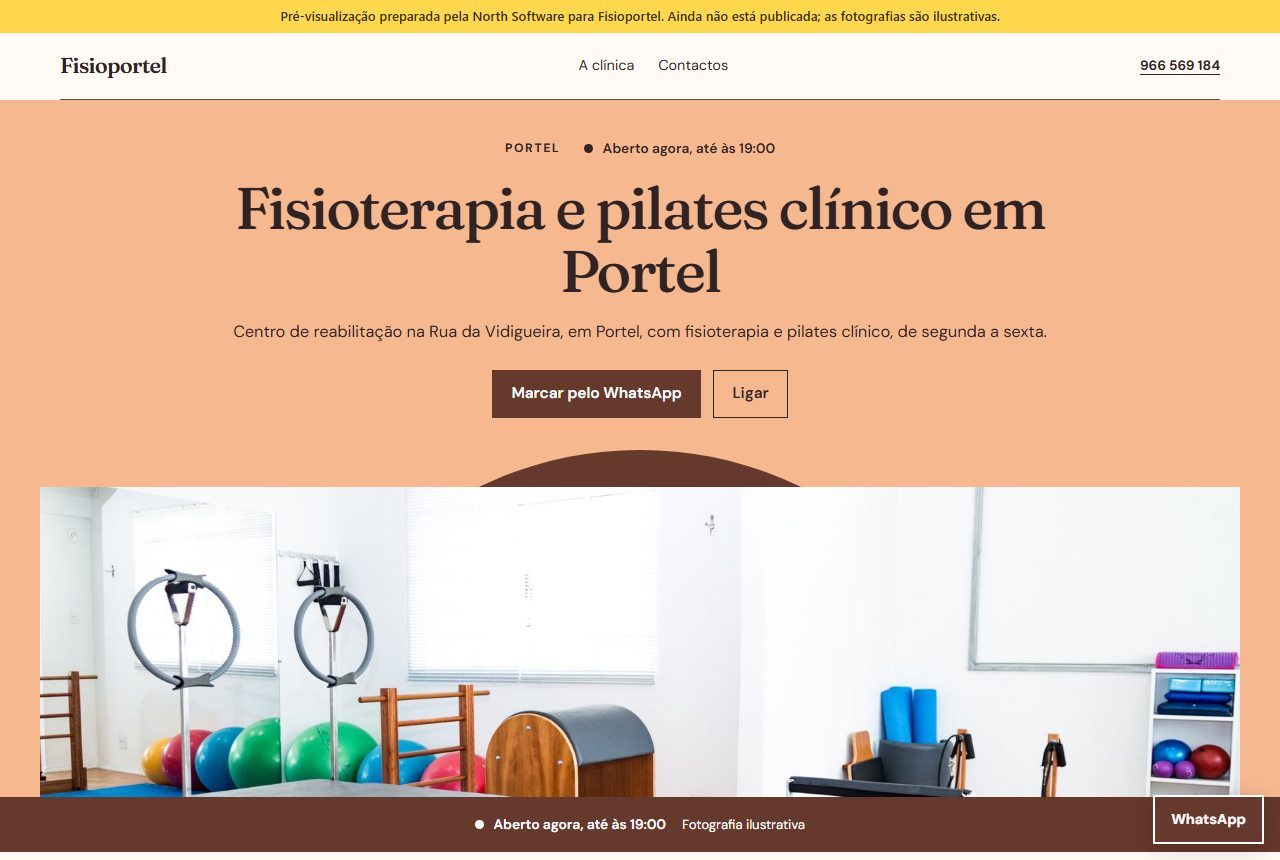 Pré-visualização preparada pela North Software para Fisioportel. Ainda não está publicada; as fotografias são ilustrativas.
Fisioportel
A clínica
Contactos
966 569 184
PORTEL
Aberto agora, até às 19:00
Fisioterapia e pilates clínico em
Portel
Centro de reabilitação na Rua da Vidigueira, em Portel, com fisioterapia e pilates clínico, de segunda a sexta.
Marcar pelo WhatsApp
Ligar
Aberto agora, até às 19:00
Fotografia ilustrativa
WhatsApp